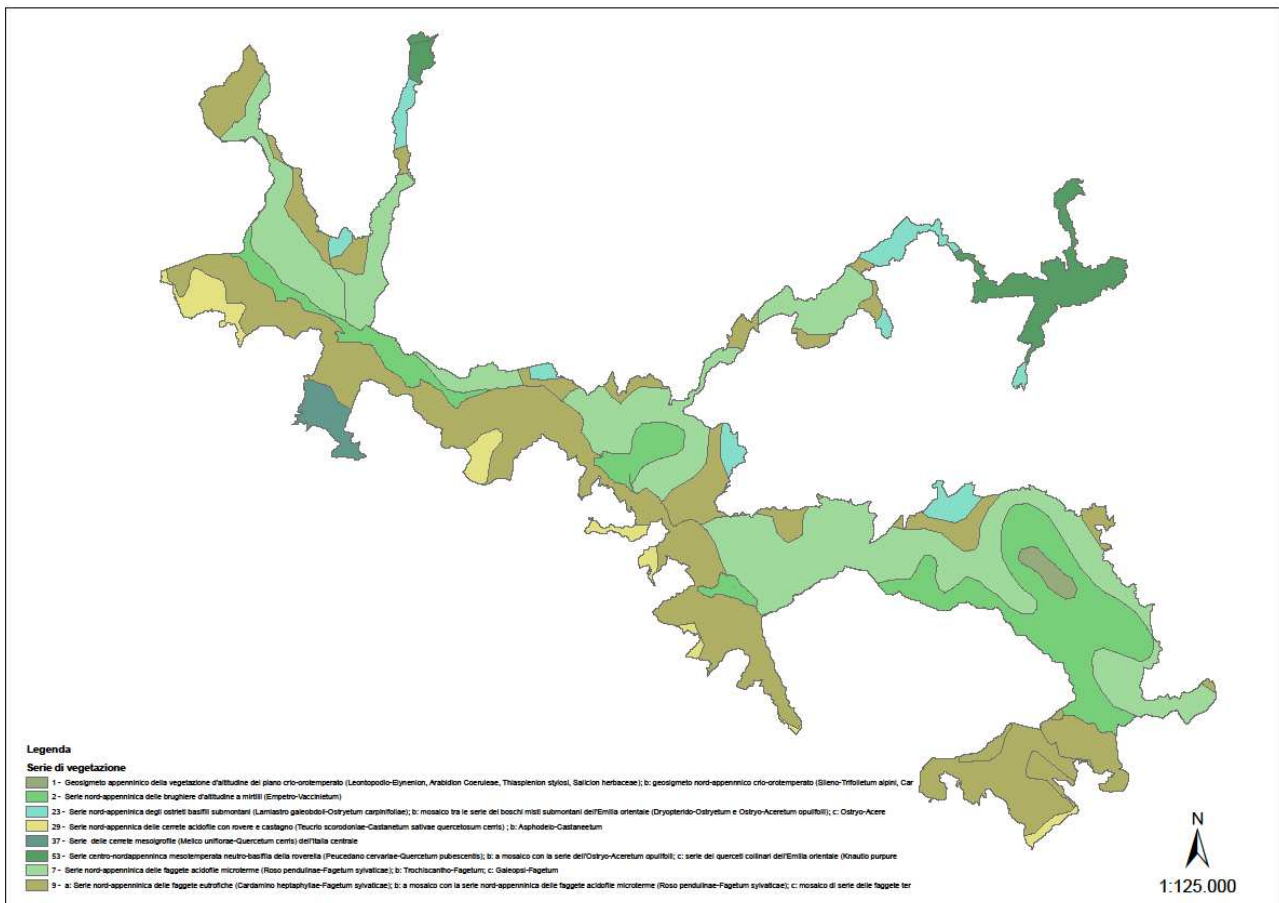 Legenda
Serie di vegetazione
1 - Geosigmeto appenninico della vegetazione d'altitudine del piano crio-orotemperato (Leontopodio-Elynenion, Arabidion Coeruleae, Thlaspienion stylosi, Salicion herbaceae); b: geosigmeto nord-appennnico crio-orotemperato (Sileno-Trifolietum alpini, Car
2 - Serie nord-appenninica delle brughiere d'altitudine a mirtilli (Empetro-Vaccinietum)
23 - Serie nord-appenninica degli ostrieti basifili submontani (Lamiastro galeobdoli-Ostryetum carpinifoliae); b: mosaico tra le serie dei boschi misti submontani dell'Emilia orientale (Dryopterido-Ostryetum e Ostryo-Aceretum opulifoli); c: Ostryo-Acere
29 - Serie nord-appennica delle cerrete acidofile con rovere e castagno (Teucrio scorodoniae-Castanetum sativae quercetosum cerris) ; b: Asphodelo-Castaneetum
37 - Serie delle cerrete mesoigrofile (Melico uniflorae-Quercetum cerris) dell'Italia centrale
53 - Serie centro-nordappenninca mesotemperata neutro-basifila della roverella (Peucedano cervariae-Quercetum pubescentis); b: a mosaico con la serie dell'Ostryo-Aceretum opulifoli; c: serie dei querceti collinari dell'Emilia orientale (Knautio purpure
7 - Serie nord-appenninica delle faggete acidofile microterme (Roso pendulinae-Fagetum sylvaticae); b: Trochiscantho-Fagetum; c: Galeopsi-Fagetum
9 - a: Serie nord-appenninica delle faggete eutrofiche (Cardamino heptaphyllae-Fagetum sylvaticae); b: a mosaico con la serie nord-appenninica delle faggete acidofile microterme (Roso pendulinae-Fagetum sylvaticae); c: mosaico di serie delle faggete ter
N
1:125.000